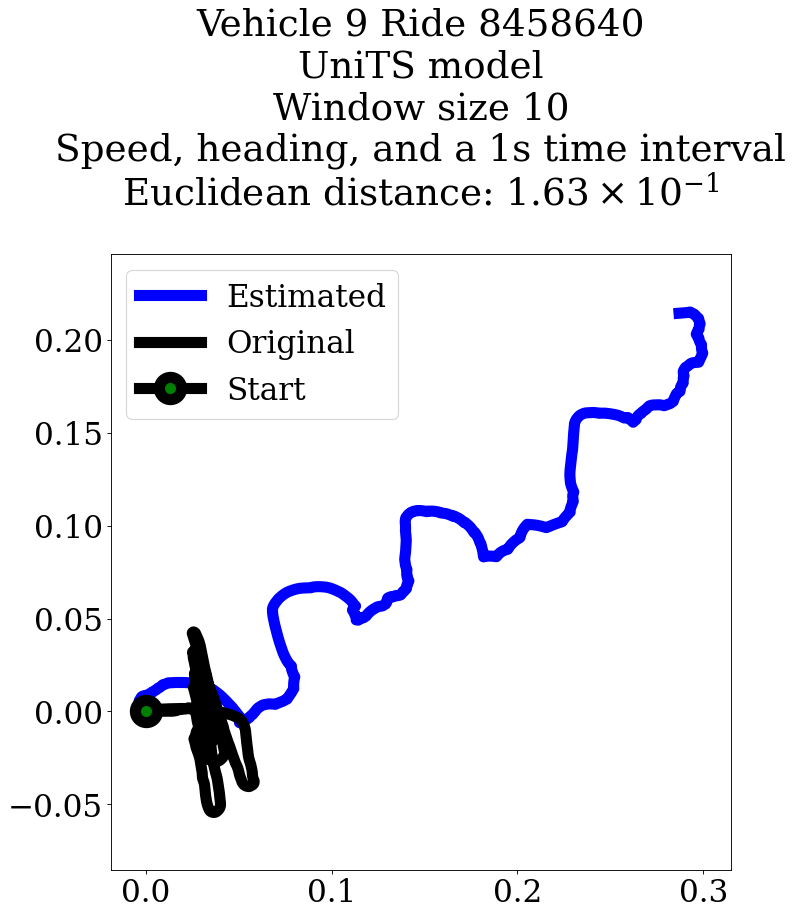 Vehicle 9 Ride 8458640
UniTS model
Window size 10
Speed, heading, and a 1s time interval
Euclidean distance: 1.63 × 10⁻¹
Estimated
Original
Start
0.20
0.15
0.10
0.05
0.00
−0.05
0.0 0.1 0.2 0.3